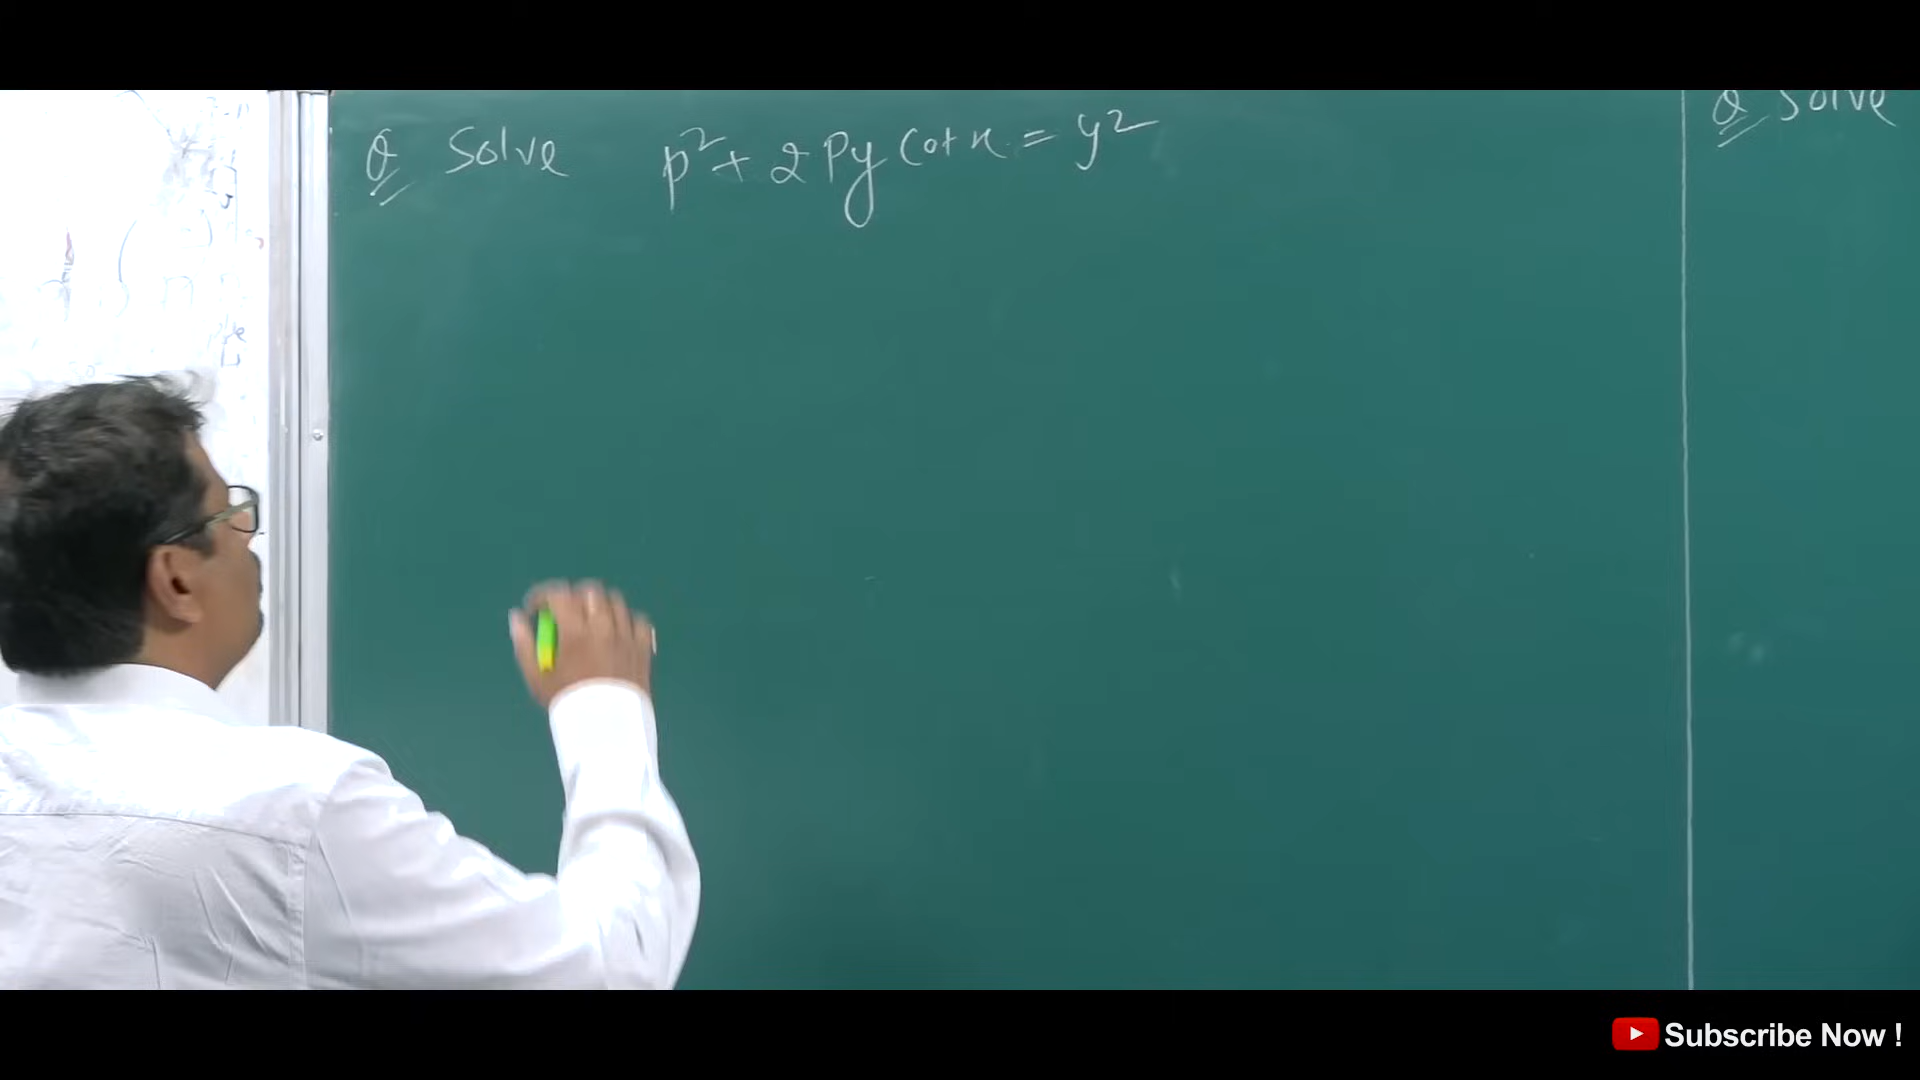 Q Solve p² + 2Py Cot x = y²
Q Solve
Subscribe Now !